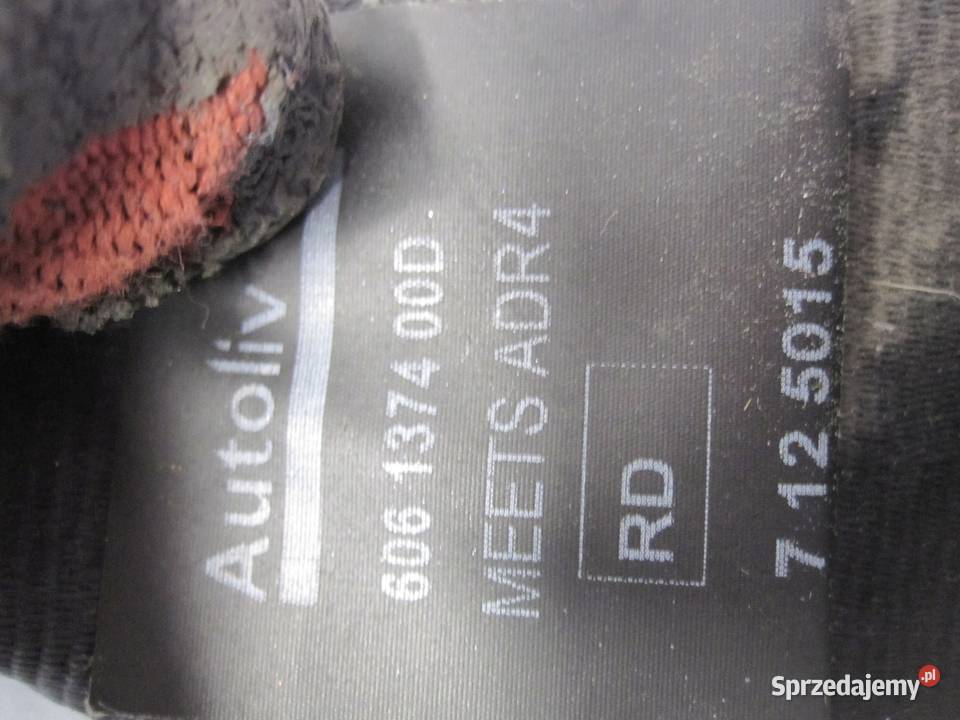 Autoliv
606 1374 00D
MEETS ADR4
RD
7 12 5015
Sprzedajemy.pl